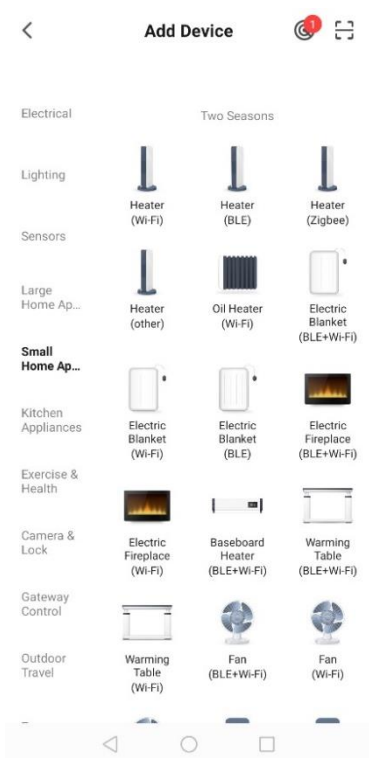 Add Device
1
Electrical
Lighting
Sensors
Large
Home Ap...
Small
Home Ap...
Kitchen
Appliances
Exercise &
Health
Camera &
Lock
Gateway
Control
Outdoor
Travel
Two Seasons
Heater
(Wi-Fi)
Heater
(BLE)
Heater
(Zigbee)
Heater
(other)
Oil Heater
(Wi-Fi)
Electric
Blanket
(BLE+Wi-Fi)
Electric
Blanket
(Wi-Fi)
Electric
Blanket
(BLE)
Electric
Fireplace
(BLE+Wi-Fi)
Electric
Fireplace
(Wi-Fi)
Baseboard
Heater
(BLE+Wi-Fi)
Warming
Table
(BLE+Wi-Fi)
Warming
Table
(Wi-Fi)
Fan
(BLE+Wi-Fi)
Fan
(Wi-Fi)